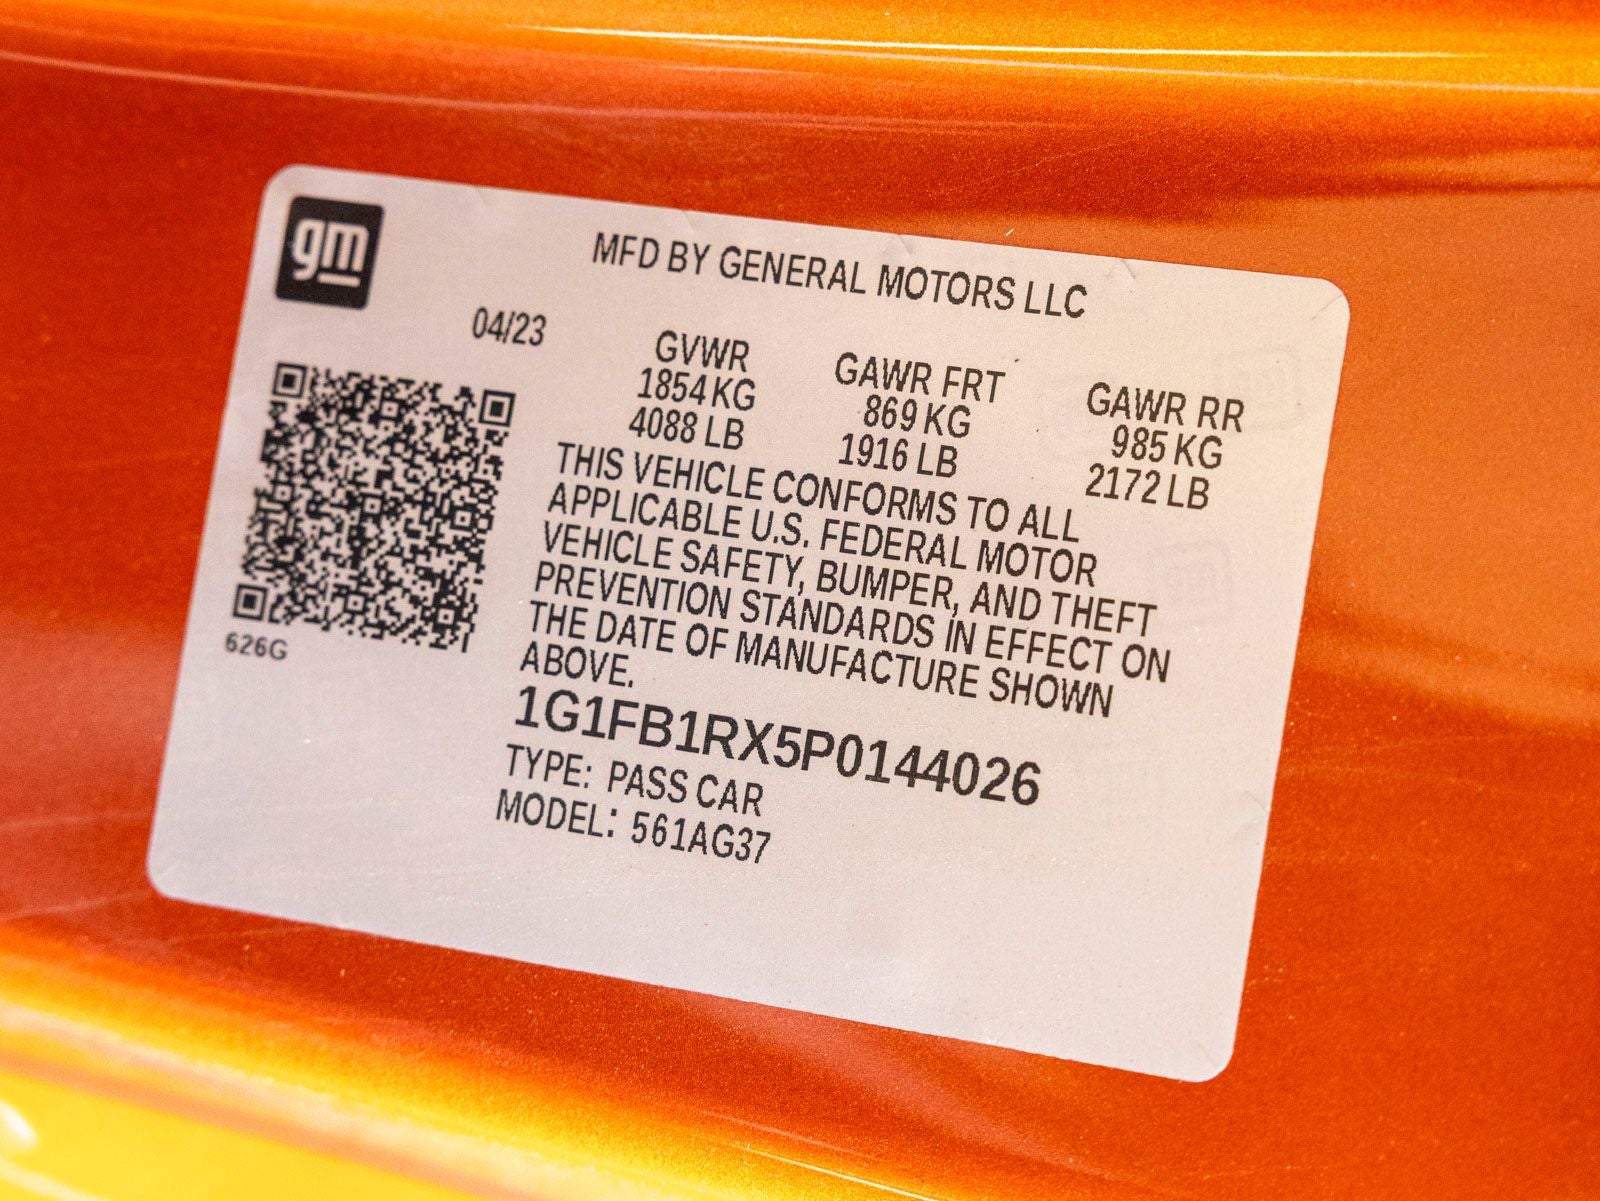 gm
MFD BY GENERAL MOTORS LLC
04/23
GVWR GAWR FRT GAWR RR
1854 KG 869 KG 985 KG
4088 LB 1916 LB 2172 LB
THIS VEHICLE CONFORMS TO ALL
APPLICABLE U.S. FEDERAL MOTOR
VEHICLE SAFETY, BUMPER, AND THEFT
PREVENTION STANDARDS IN EFFECT ON
THE DATE OF MANUFACTURE SHOWN
ABOVE.
626G
1G1FB1RX5P0144026
TYPE: PASS CAR
MODEL: 561AG37